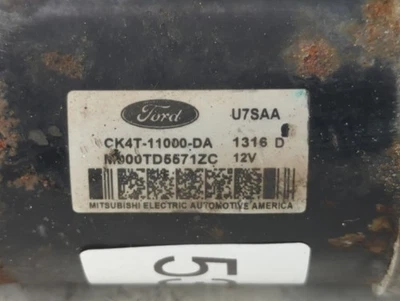 Ford U7SAA
CK4T-11000-DA 1316 D
M000TD5571ZC 12V
MITSUBISHI ELECTRIC AUTOMOTIVE AMERICA